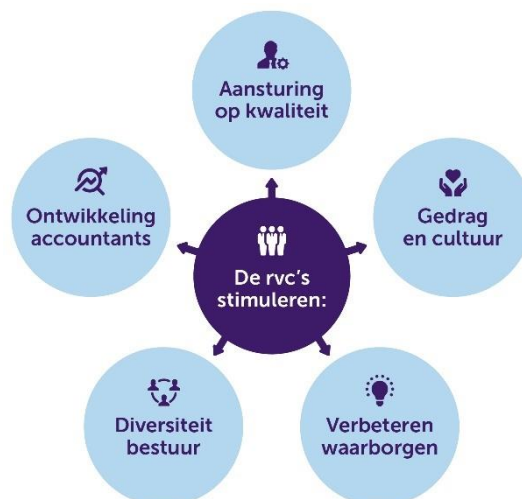 Aansturing
op kwaliteit
Ontwikkeling
accountants
Gedrag
en cultuur
De rvc's
stimuleren:
Diversiteit
bestuur
Verbeteren
waarborgen